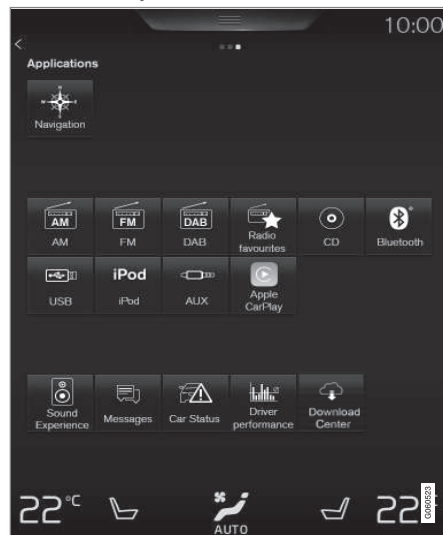 10:00
Applications
Navigation
AM FM DAB
AM FM DAB Radio favourites CD Bluetooth
iPod
USB iPod AUX Apple CarPlay
Sound Experience Messages Car Status Driver performance Download Center
22°C 22°
AUTO
G060523